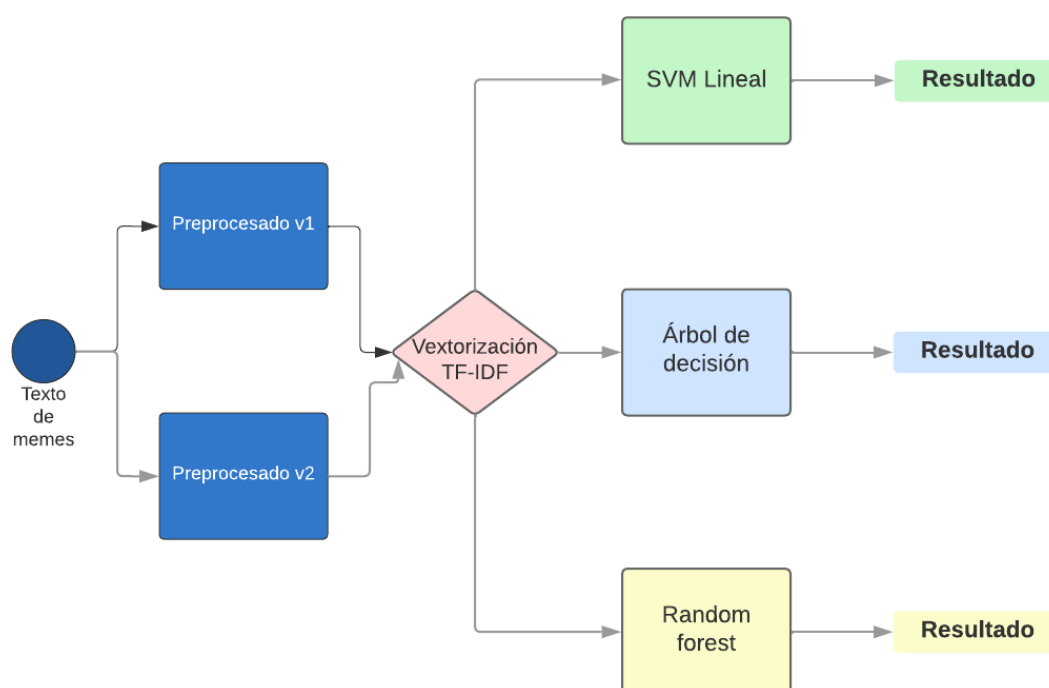 Texto
de
memes
Preprocesado v1
Preprocesado v2
Vextorización
TF-IDF
SVM Lineal
Resultado
Árbol de
decisión
Resultado
Random
forest
Resultado